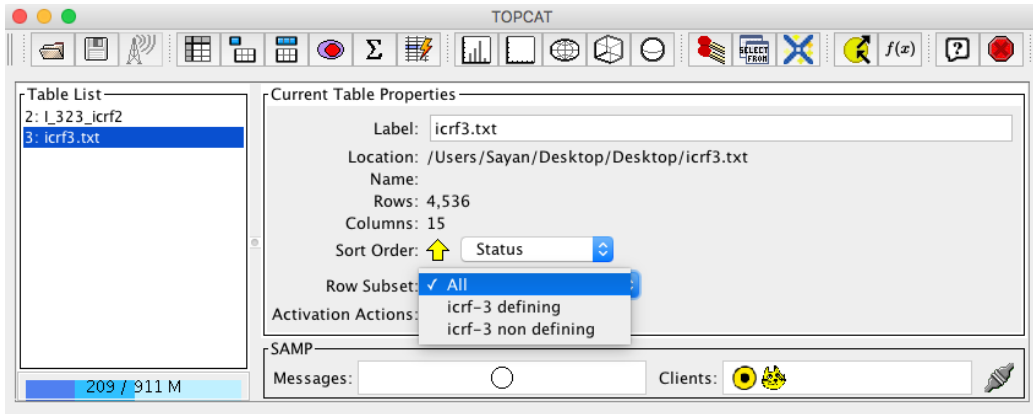 TOPCAT
Σ SELECT FROM f(x) ?
Table List
2: I_323_icrf2
3: icrf3.txt
209 / 911 M
Current Table Properties
Label: icrf3.txt
Location: /Users/Sayan/Desktop/Desktop/icrf3.txt
Name:
Rows: 4,536
Columns: 15
Sort Order: Status
Row Subset: ✓ All
icrf-3 defining
Activation Actions:
icrf-3 non defining
SAMP
Messages: Clients: